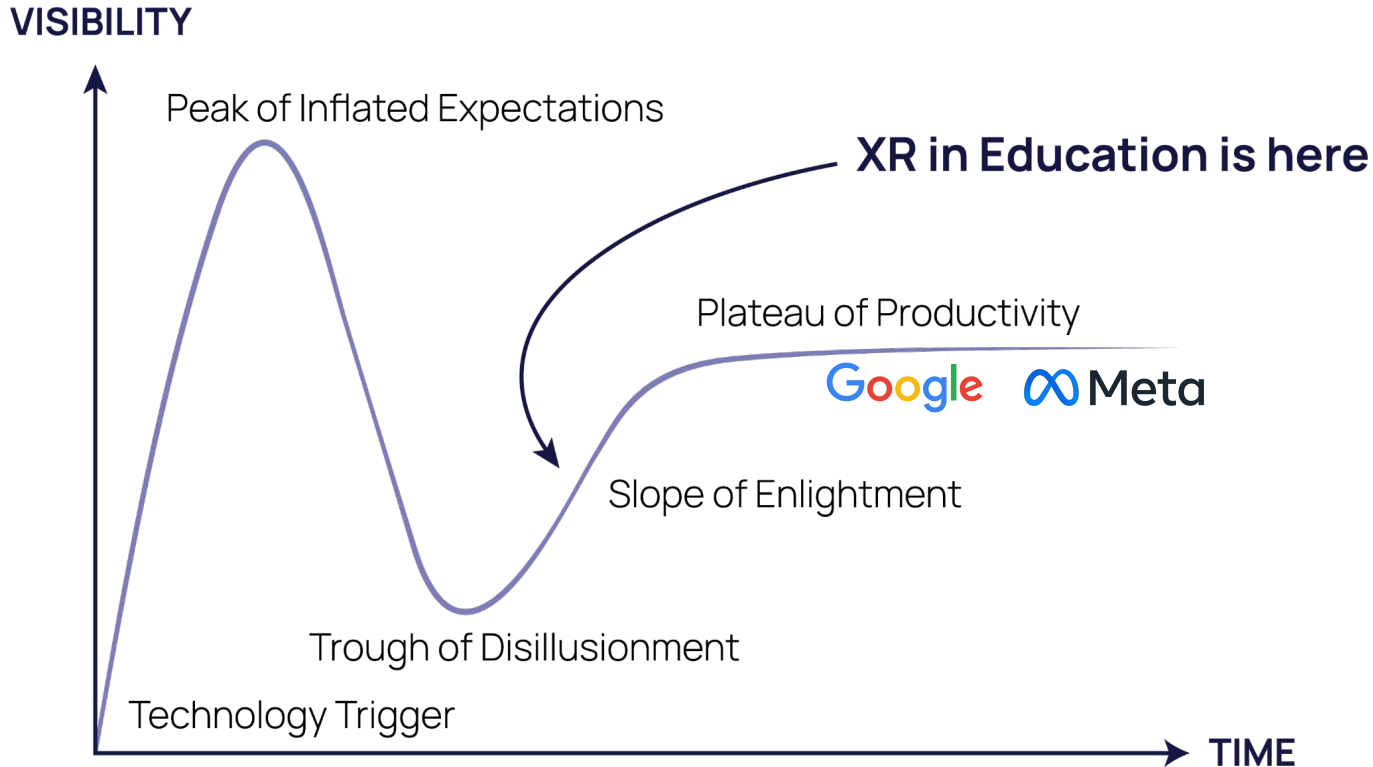 VISIBILITY
Peak of Inflated Expectations
XR in Education is here
Plateau of Productivity
Google Meta
Slope of Enlightment
Trough of Disillusionment
Technology Trigger
TIME